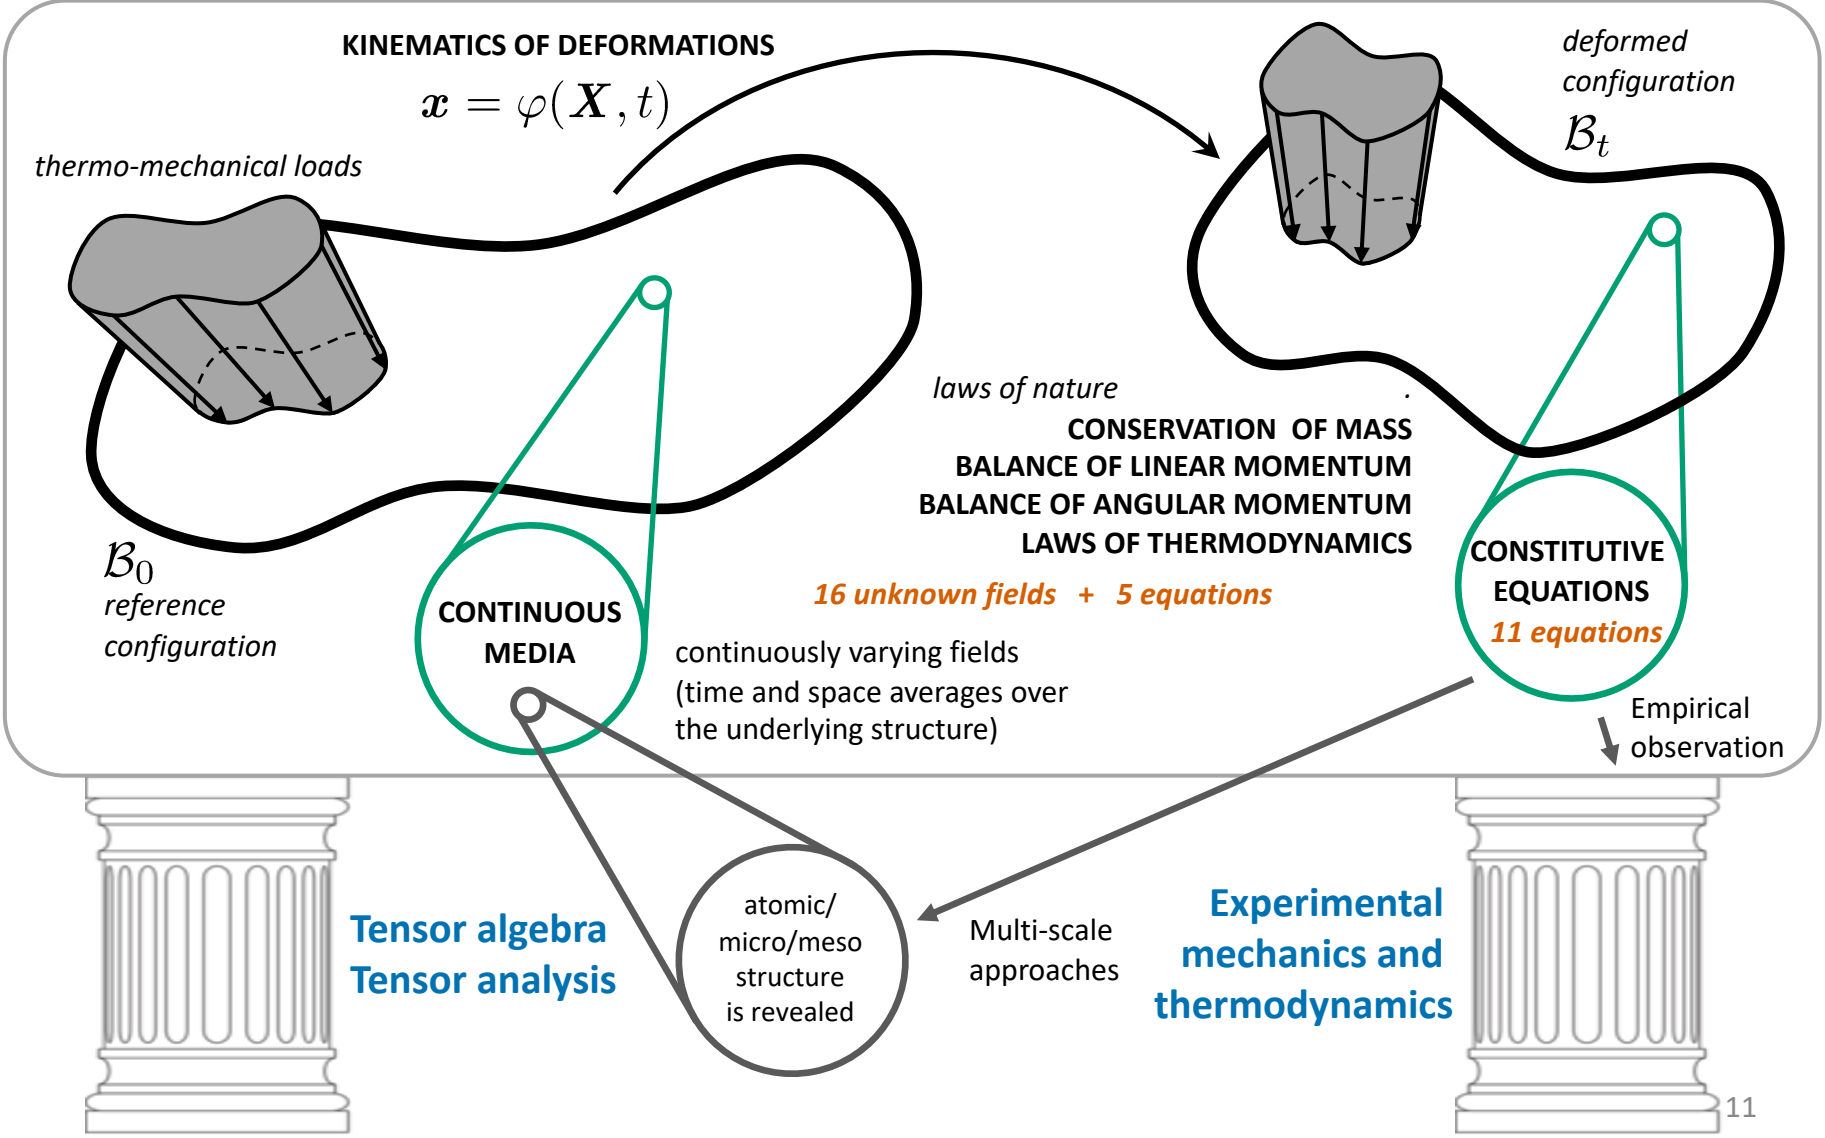 KINEMATICS OF DEFORMATIONS
x = φ(X, t)
thermo-mechanical loads
deformed
configuration
ℬt
laws of nature .
CONSERVATION OF MASS
BALANCE OF LINEAR MOMENTUM
BALANCE OF ANGULAR MOMENTUM
LAWS OF THERMODYNAMICS
16 unknown fields + 5 equations
ℬ0
reference
configuration
CONTINUOUS
MEDIA
continuously varying fields
(time and space averages over
the underlying structure)
CONSTITUTIVE
EQUATIONS
11 equations
Empirical
observation
Tensor algebra
Tensor analysis
atomic/
micro/meso
structure
is revealed
Multi-scale
approaches
Experimental
mechanics and
thermodynamics
11